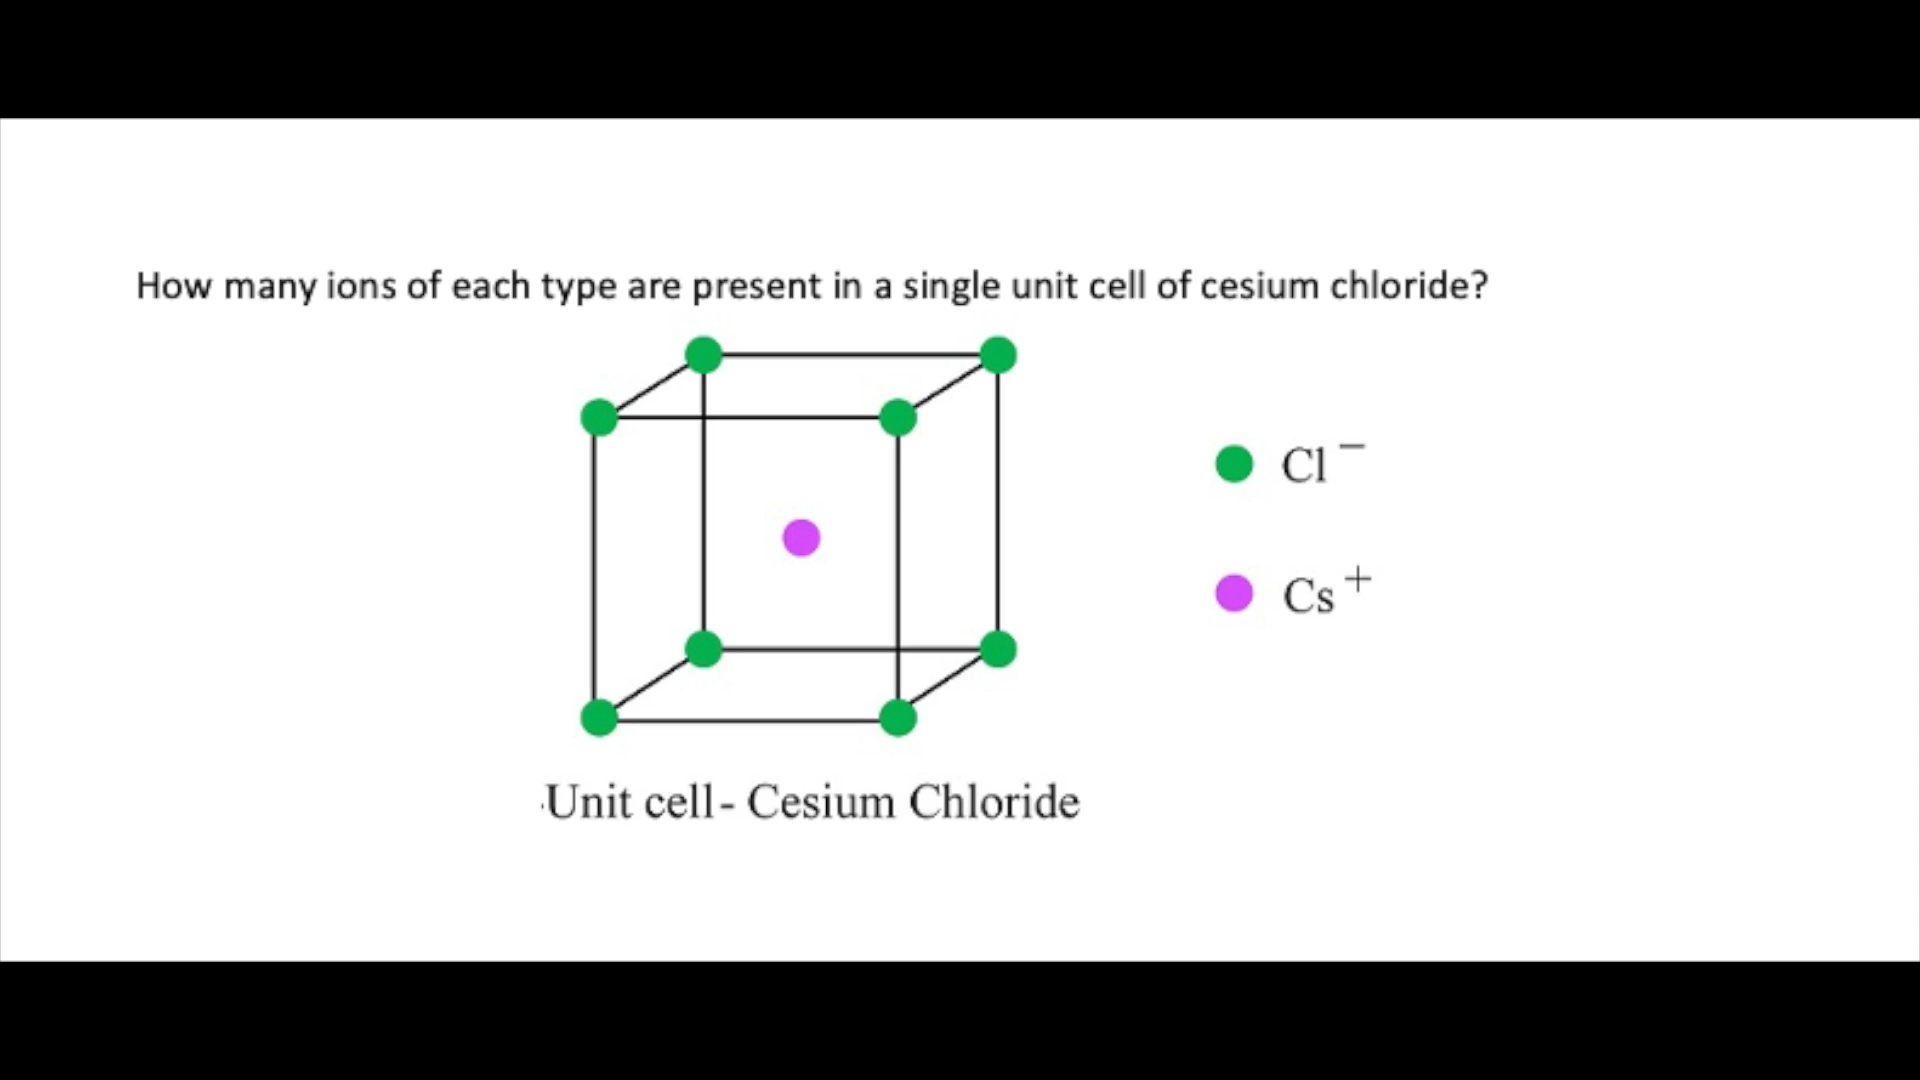 How many ions of each type are present in a single unit cell of cesium chloride?
Cl⁻
Cs⁺
Unit cell- Cesium Chloride